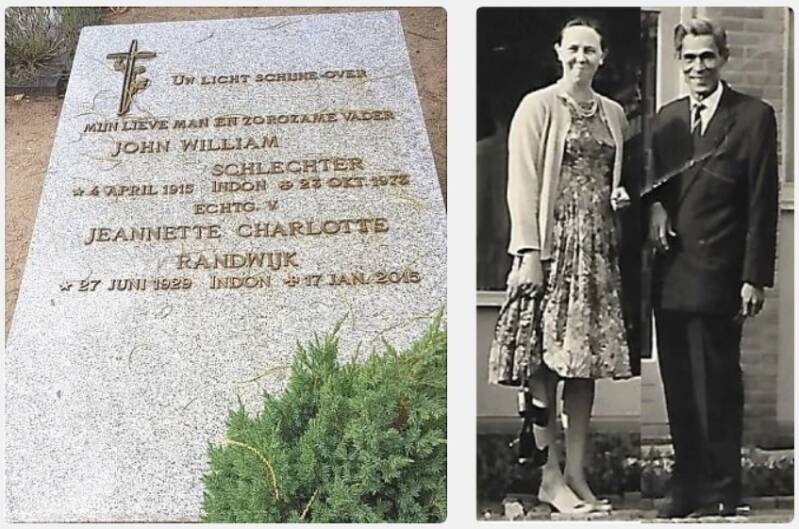 UW LICHT SCHIJNE OVER
MIJN LIEVE MAN EN ZORGZAME VADER
JOHN WILLIAM
SCHLECHTER
* 4 APRIL 1915 INDON ✠ 23 OKT. 1973
ECHTG. V
JEANNETTE CHARLOTTE
RANDWIJK
* 27 JUNI 1929 INDON ✠ 17 JAN. 2015